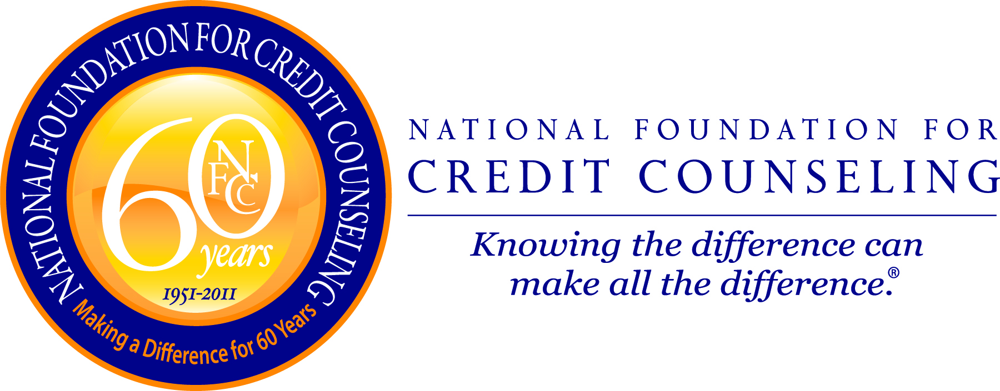 NATIONAL FOUNDATION FOR CREDIT COUNSELING
60
NFCC
years
1951-2011
Making a Difference for 60 Years
NATIONAL FOUNDATION FOR
CREDIT COUNSELING
Knowing the difference can
make all the difference.®